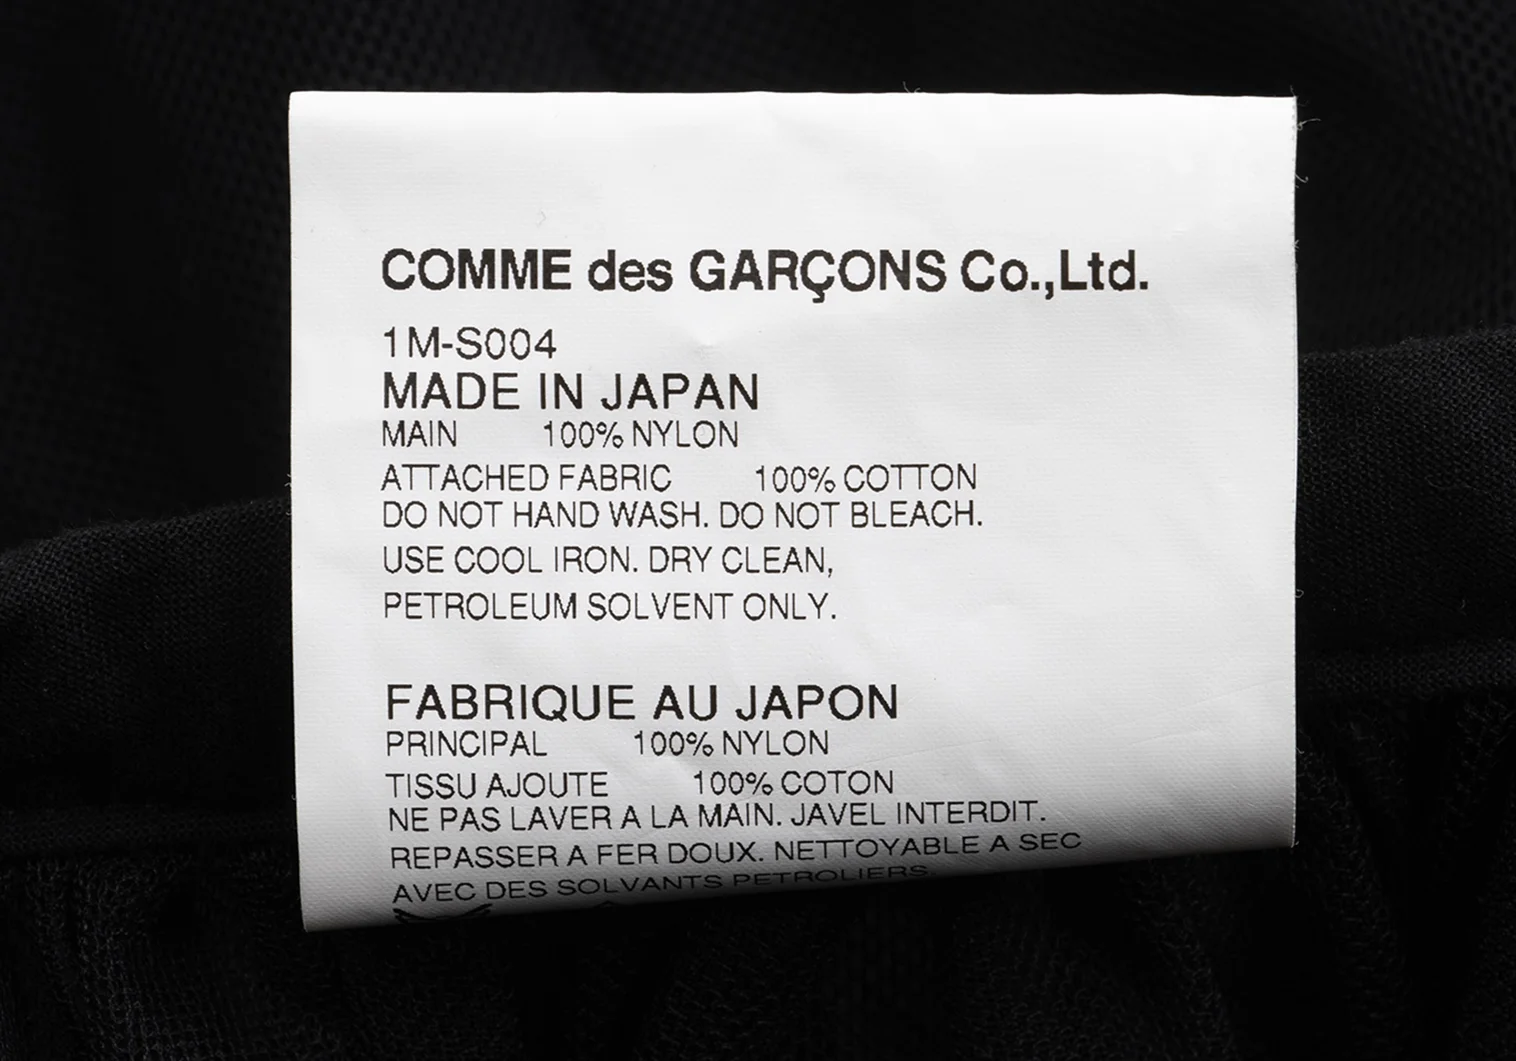 COMME des GARÇONS Co.,Ltd.
1M-S004
MADE IN JAPAN
MAIN 100% NYLON
ATTACHED FABRIC 100% COTTON
DO NOT HAND WASH. DO NOT BLEACH.
USE COOL IRON. DRY CLEAN,
PETROLEUM SOLVENT ONLY.
FABRIQUE AU JAPON
PRINCIPAL 100% NYLON
TISSU AJOUTE 100% COTON
NE PAS LAVER A LA MAIN. JAVEL INTERDIT.
REPASSER A FER DOUX. NETTOYABLE A SEC
AVEC DES SOLVANTS PETROLIERS.